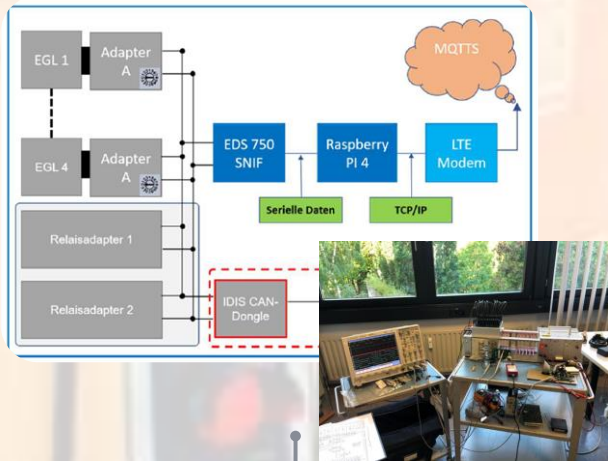 EGL 1
Adapter
A
MQTTS
EGL 4
Adapter
A
EDS 750
SNIF
Raspberry
PI 4
LTE
Modem
Serielle Daten
TCP/IP
Relaisadapter 1
Relaisadapter 2
IDIS CAN-
Dongle